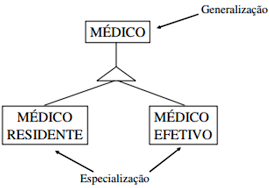 Generalização
MÉDICO
MÉDICO
RESIDENTE
MÉDICO
EFETIVO
Especialização